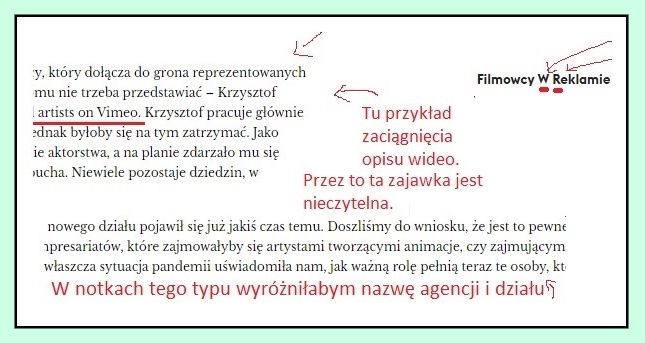 który dołącza do grona reprezentowanych
Filmowcy W Reklamie
emu nie trzeba przedstawiać – Krzysztof
artists on Vimeo. Krzysztof pracuje głównie
ednak byłoby się na tym zatrzymać. Jako
ie aktorstwa, a na planie zdarzało mu się
ucha. Niewiele pozostaje dziedzin, w
Tu przykład
zaciągnięcia
opisu wideo.
Przez to ta zajawka jest
nieczytelna.
nowego działu pojawił się już jakiś czas temu. Doszliśmy do wniosku, że jest to pewne
npresariatów, które zajmowałyby się artystami tworzącymi animacje, czy zajmującym
właszcza sytuacja pandemii uświadomiła nam, jak ważną rolę pełnią teraz te osoby, kt
W notkach tego typu wyróżniłabym nazwę agencji i działu